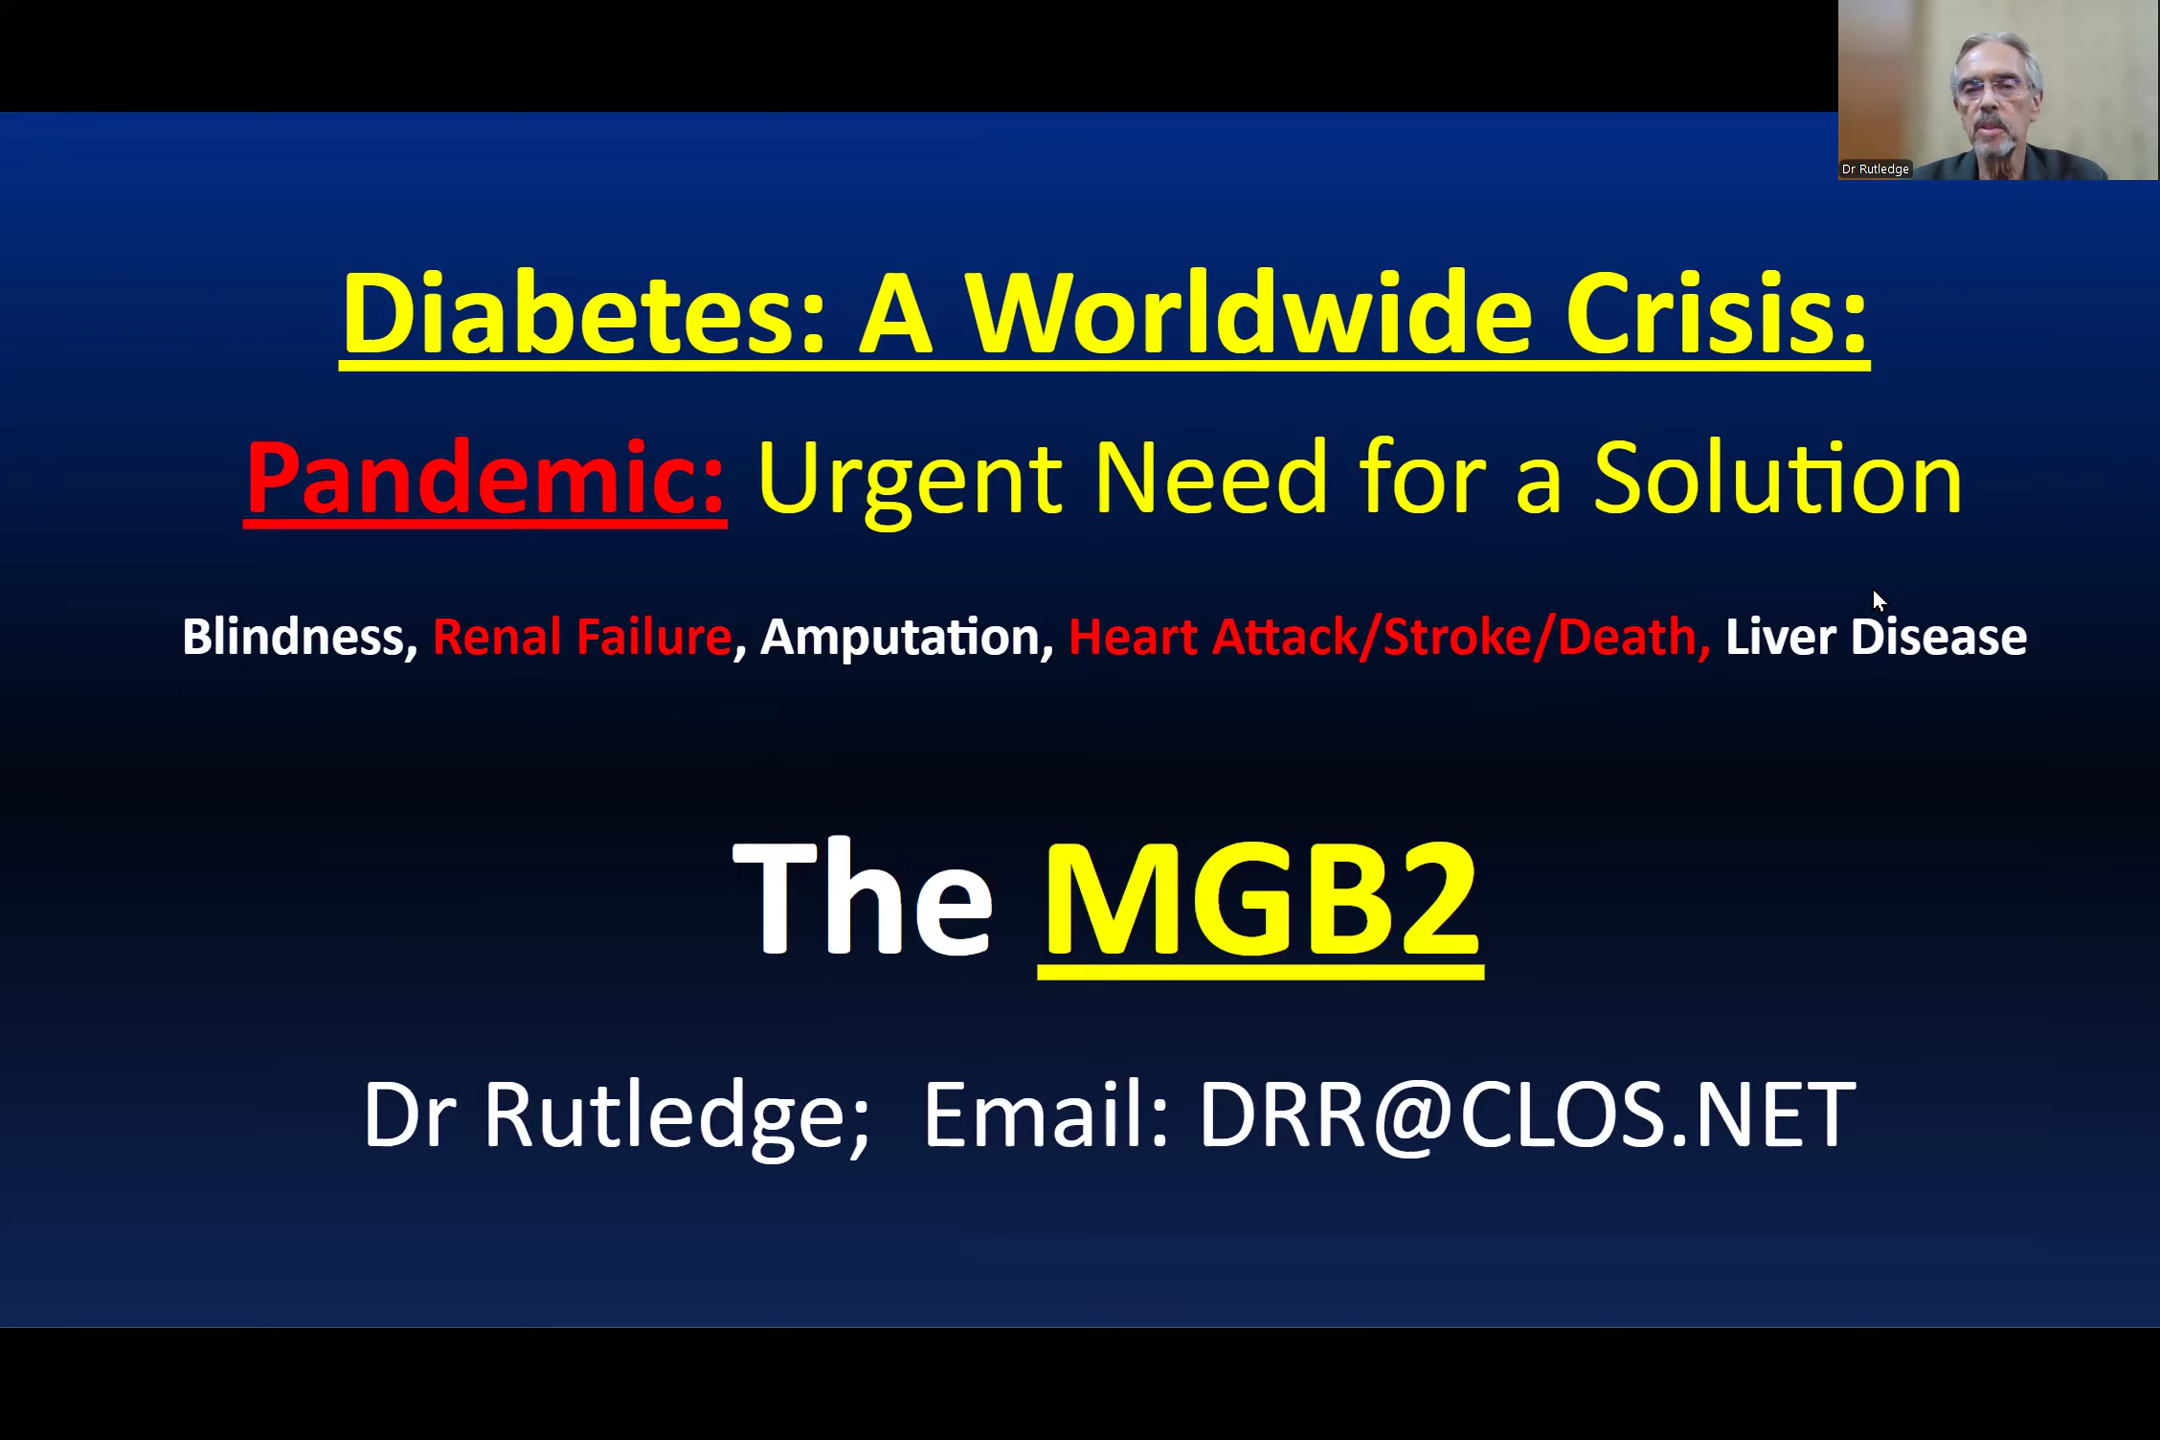 Dr Rutledge
Diabetes: A Worldwide Crisis:
Pandemic: Urgent Need for a Solution
Blindness, Renal Failure, Amputation, Heart Attack/Stroke/Death, Liver Disease
The MGB2
Dr Rutledge; Email: DRR@CLOS.NET